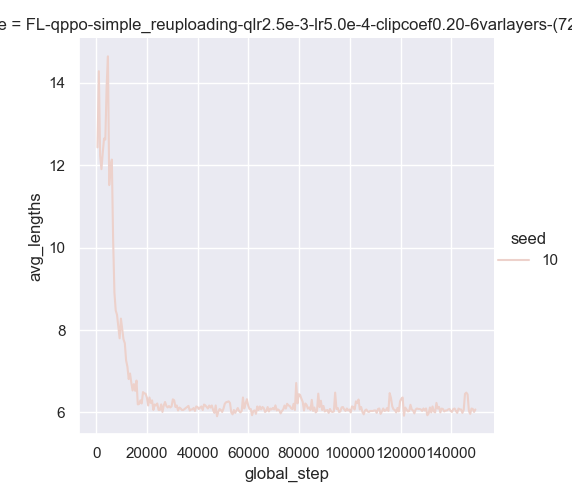 e = FL-qppo-simple_reuploading-qlr2.5e-3-lr5.0e-4-clipcoef0.20-6varlayers-(72
14
12
10
8
6
avg_lengths
seed
10
0 20000 40000 60000 80000 100000 120000 140000
global_step